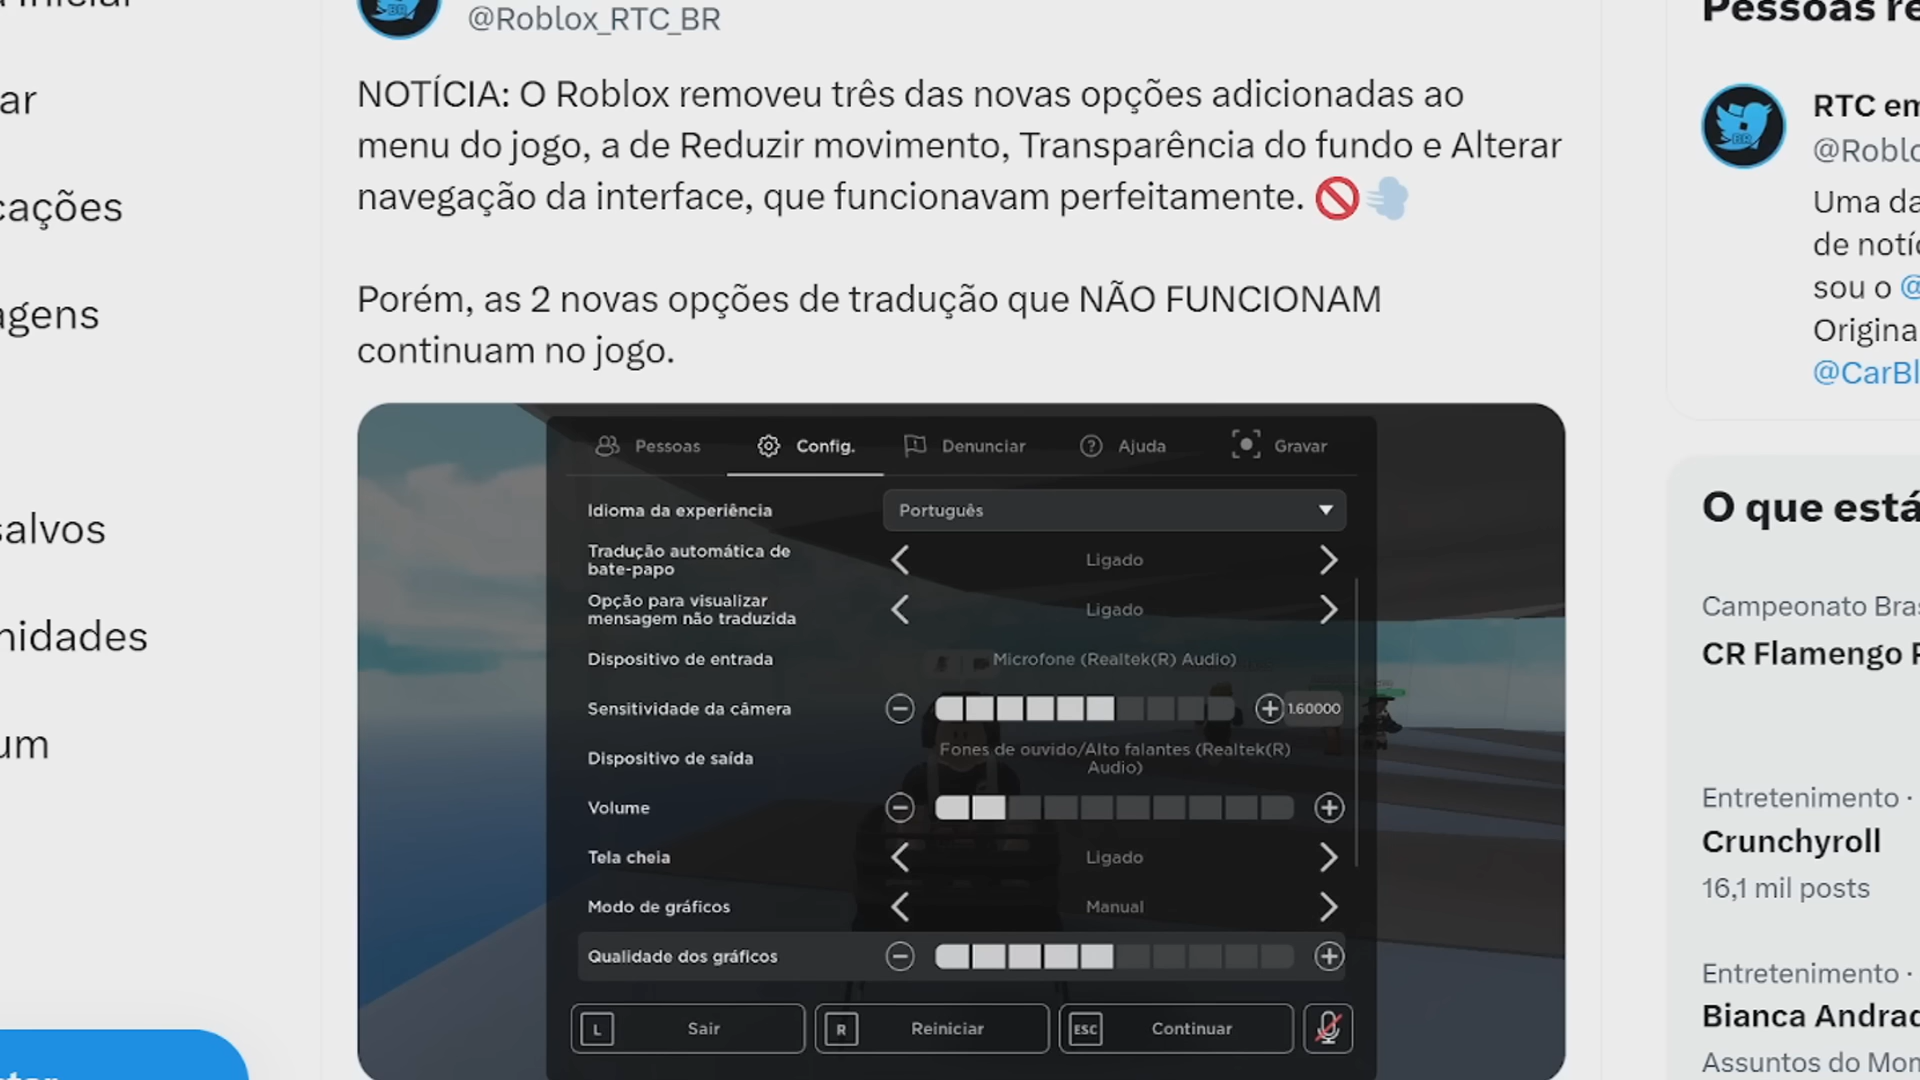 ar
cações
agens
salvos
nidades
um
@Roblox_RTC_BR
NOTÍCIA: O Roblox removeu três das novas opções adicionadas ao
menu do jogo, a de Reduzir movimento, Transparência do fundo e Alterar
navegação da interface, que funcionavam perfeitamente. 🚫💨
Porém, as 2 novas opções de tradução que NÃO FUNCIONAM
continuam no jogo.
Pessoas
Config.
Denunciar
Ajuda
Gravar
Idioma da experiência
Português
Tradução automática de
bate-papo
Ligado
Opção para visualizar
mensagem não traduzida
Ligado
Dispositivo de entrada
Microfone (Realtek(R) Audio)
Sensitividade da câmera
1.60000
Dispositivo de saída
Fones de ouvido/Alto falantes (Realtek(R)
Audio)
Volume
Tela cheia
Ligado
Modo de gráficos
Manual
Qualidade dos gráficos
L
Sair
R
Reiniciar
ESC
Continuar
Pessoas re
BR
RTC em
@Roblo
Uma da
de notíc
sou o @
Origina
@CarBl
O que está
Campeonato Bras
CR Flamengo
Entretenimento ·
Crunchyroll
16,1 mil posts
Entretenimento ·
Bianca Andrad
Assuntos do Mom